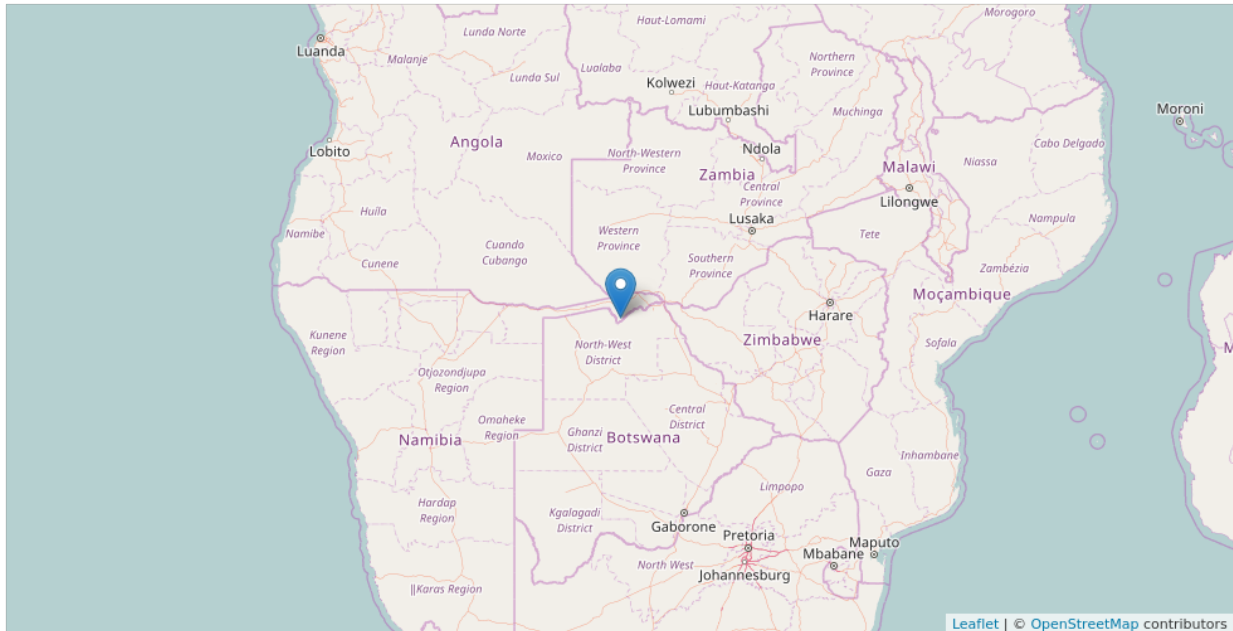 Morogoro
Haut-Lomami
Lunda Norte
Luanda
Malanje
Lualaba
Northern
Province
Lunda Sul
Kolwezi
Haut-Katanga
Lubumbashi
Muchinga
Moroni
Angola
Lobito
Moxico
North-Western
Province
Ndola
Zambia
Malawi
Niassa
Cabo Delgado
Central
Province
Lilongwe
Huíla
Namibe
Western
Province
Lusaka
Tete
Nampula
Cuando
Cubango
Cunene
Southern
Province
Zambézia
Moçambique
Harare
Kunene
Region
North-West
District
Zimbabwe
Sofala
M
Otjozondjupa
Region
Omaheke
Region
Namibia
Ghanzi
District
Botswana
Central
District
Inhambane
Gaza
Limpopo
Hardap
Region
Kgalagadi
District
Gaborone
Pretoria
Mbabane
Maputo
North West
Johannesburg
ǁKaras Region
Leaflet | © OpenStreetMap contributors